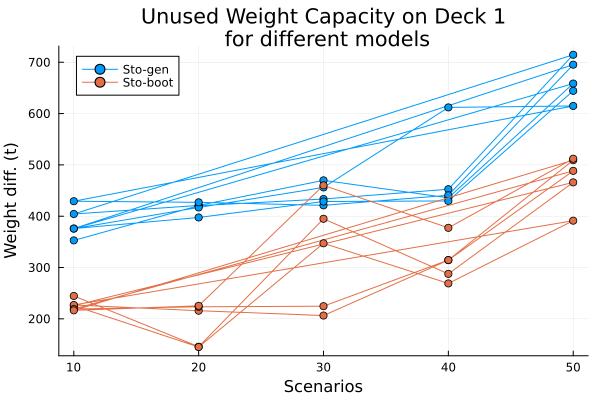 Unused Weight Capacity on Deck 1
for different models
Sto-gen
Sto-boot
Weight diff. (t)
700
600
500
400
300
200
10
20
30
40
50
Scenarios